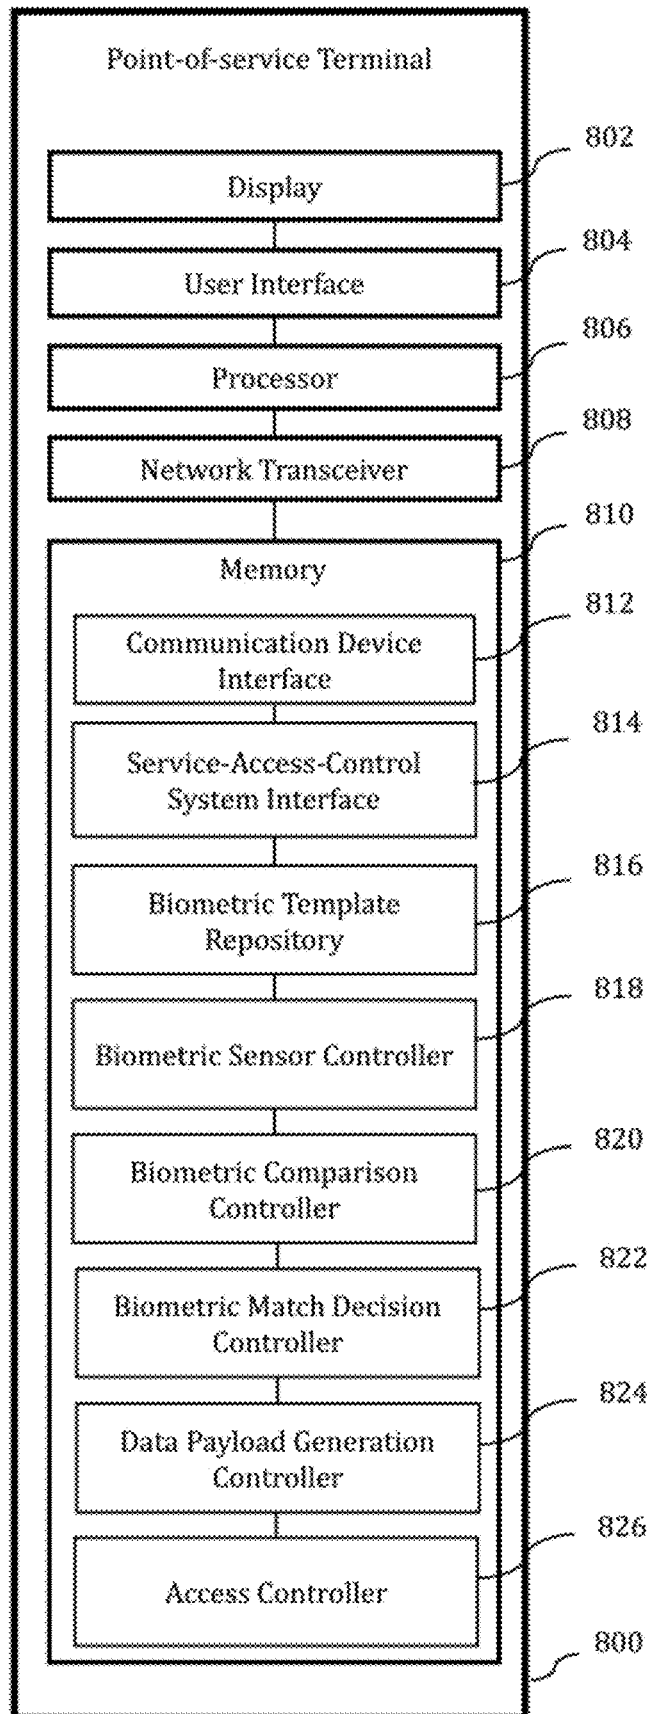 Point-of-service Terminal
802
Display
804
User Interface
806
Processor
808
Network Transceiver
810
Memory
812
Communication Device
Interface
814
Service-Access-Control
System Interface
816
Biometric Template
Repository
818
Biometric Sensor Controller
820
Biometric Comparison
Controller
822
Biometric Match Decision
Controller
824
Data Payload Generation
Controller
826
Access Controller
800